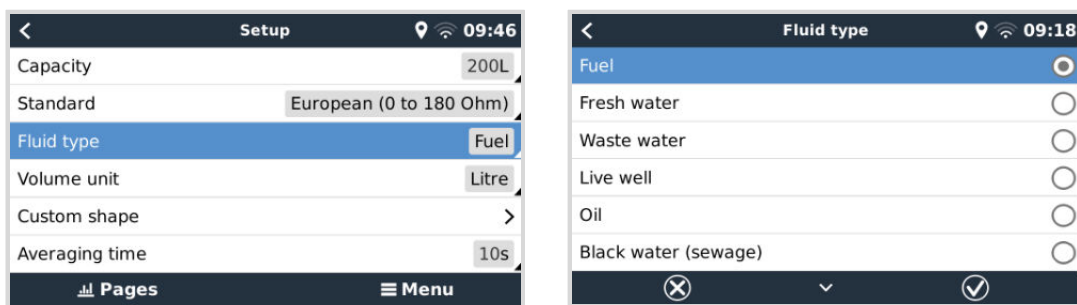 Setup 09:46
Capacity 200L
Standard European (0 to 180 Ohm)
Fluid type Fuel
Volume unit Litre
Custom shape
Averaging time 10s
Pages Menu
Fluid type 09:18
Fuel
Fresh water
Waste water
Live well
Oil
Black water (sewage)